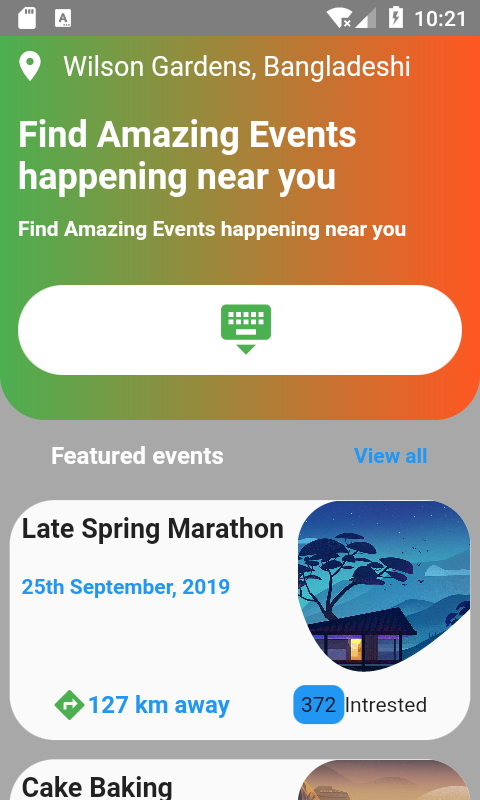 10:21
Wilson Gardens, Bangladeshi
Find Amazing Events
happening near you
Find Amazing Events happening near you
Featured events
View all
Late Spring Marathon
25th September, 2019
127 km away
372 Intrested
Cake Baking